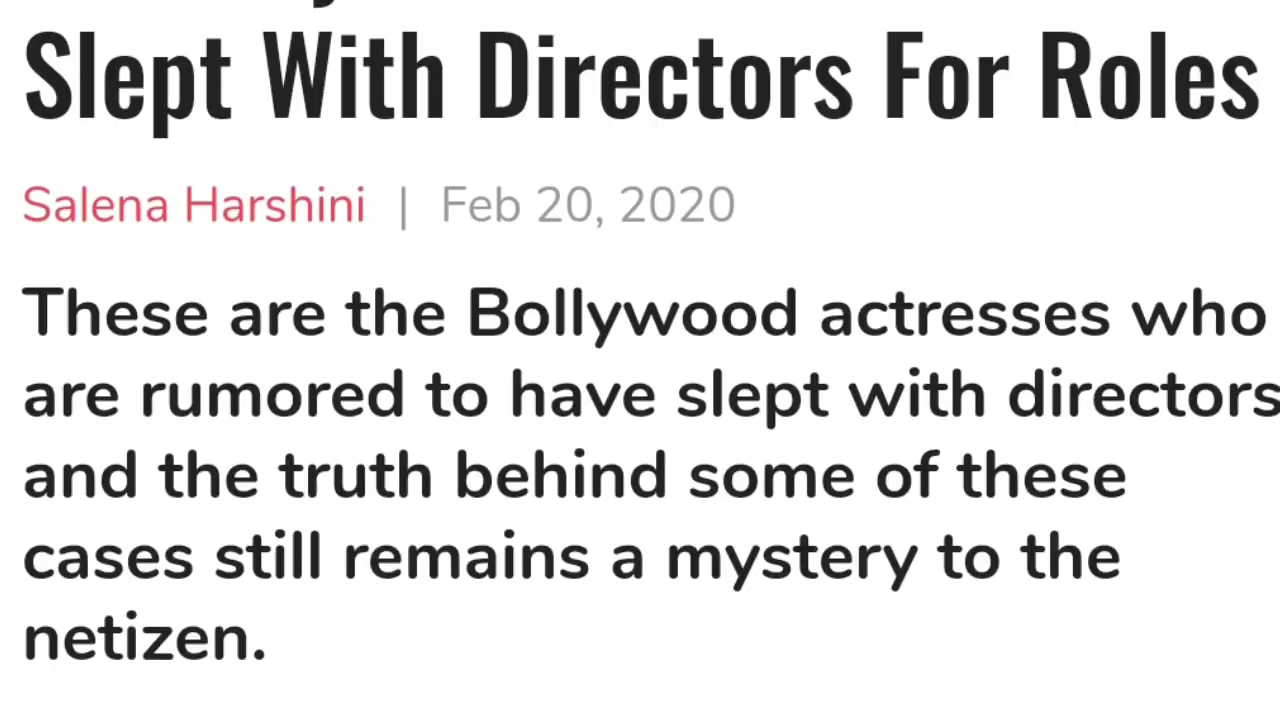 Slept With Directors For Roles
Salena Harshini | Feb 20, 2020
These are the Bollywood actresses who
are rumored to have slept with directors
and the truth behind some of these
cases still remains a mystery to the
netizen.